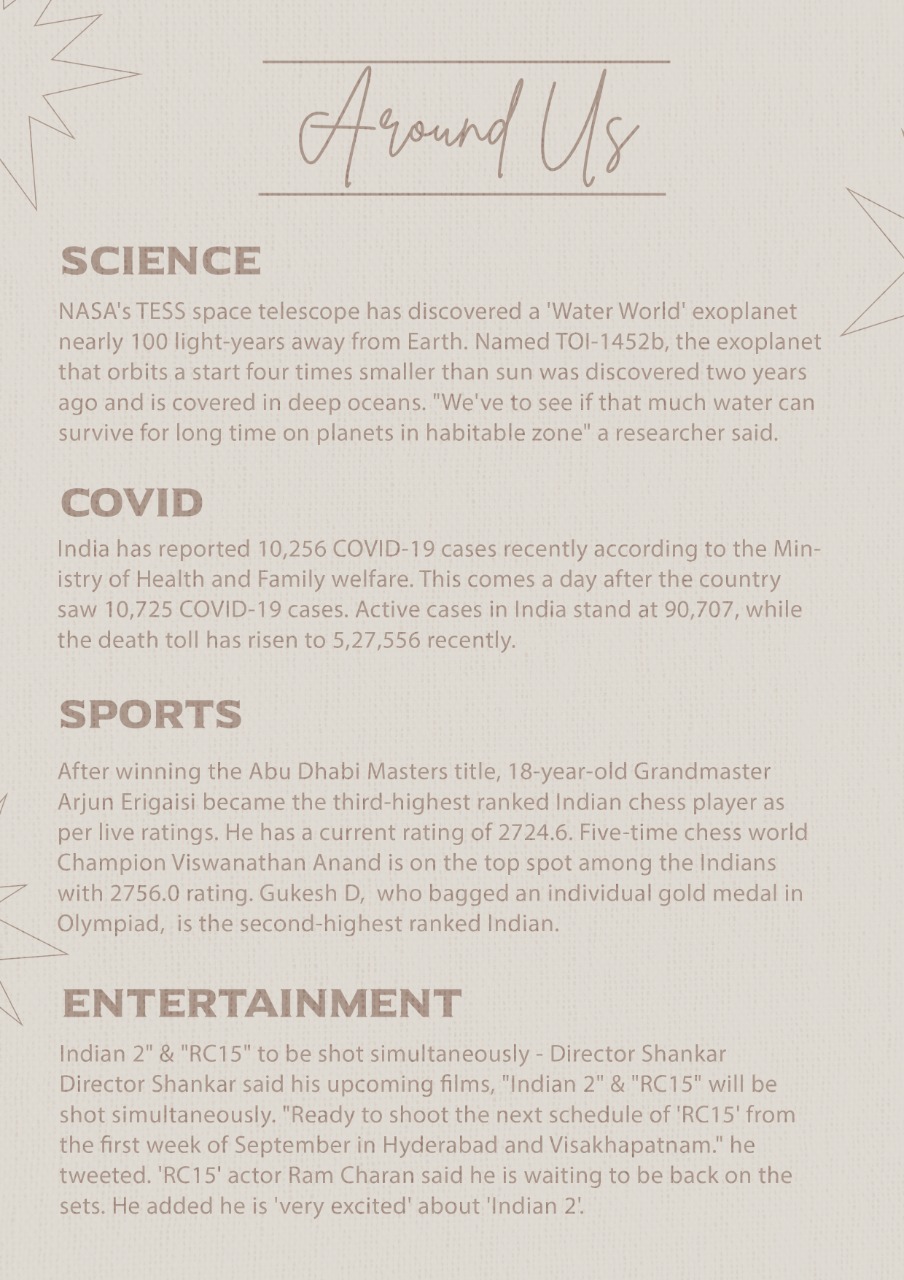 Around Us
SCIENCE
NASA's TESS space telescope has discovered a 'Water World' exoplanet
nearly 100 light-years away from Earth. Named TOI-1452b, the exoplanet
that orbits a start four times smaller than sun was discovered two years
ago and is covered in deep oceans. "We've to see if that much water can
survive for long time on planets in habitable zone" a researcher said.
COVID
India has reported 10,256 COVID-19 cases recently according to the Min-
istry of Health and Family welfare. This comes a day after the country
saw 10,725 COVID-19 cases. Active cases in India stand at 90,707, while
the death toll has risen to 5,27,556 recently.
SPORTS
After winning the Abu Dhabi Masters title, 18-year-old Grandmaster
Arjun Erigaisi became the third-highest ranked Indian chess player as
per live ratings. He has a current rating of 2724.6. Five-time chess world
Champion Viswanathan Anand is on the top spot among the Indians
with 2756.0 rating. Gukesh D,  who bagged an individual gold medal in
Olympiad,  is the second-highest ranked Indian.
ENTERTAINMENT
Indian 2" & "RC15" to be shot simultaneously - Director Shankar
Director Shankar said his upcoming films, "Indian 2" & "RC15" will be
shot simultaneously. "Ready to shoot the next schedule of 'RC15' from
the first week of September in Hyderabad and Visakhapatnam." he
tweeted. 'RC15' actor Ram Charan said he is waiting to be back on the
sets. He added he is 'very excited' about 'Indian 2'.